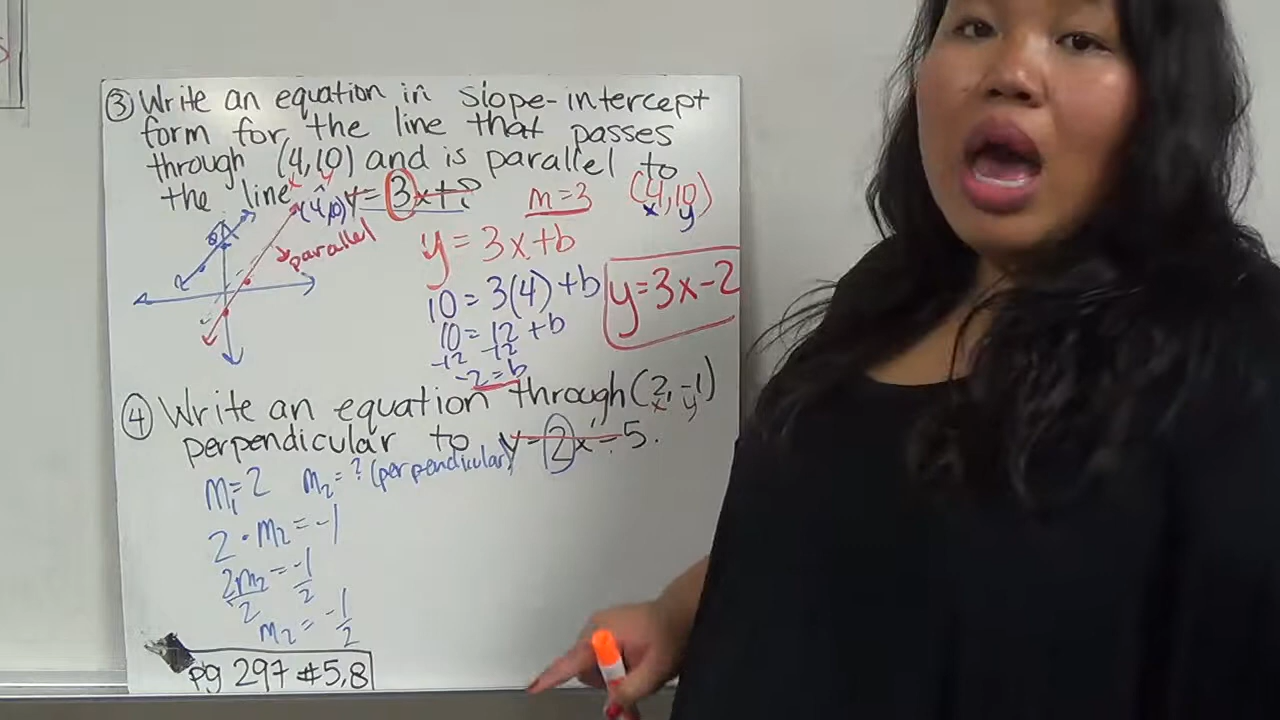 ③ Write an equation in slope-intercept
form for the line that passes
through (4,10) and is parallel to
x y
the line y = 3x+8
m=3 (4,10)
x y
(4,10)
parallel
y = 3x+b
10 = 3(4)+b
y=3x-2
10= 12 +b
-12 -12
-2=b
④ Write an equation through (2,-1)
x y
perpendicular to y=2x-5.
m₁=2 m₂=? (perpendicular)
2·m₂=-1
2m₂=-1
2 2
m₂=-1
2
pg 297 #5,8